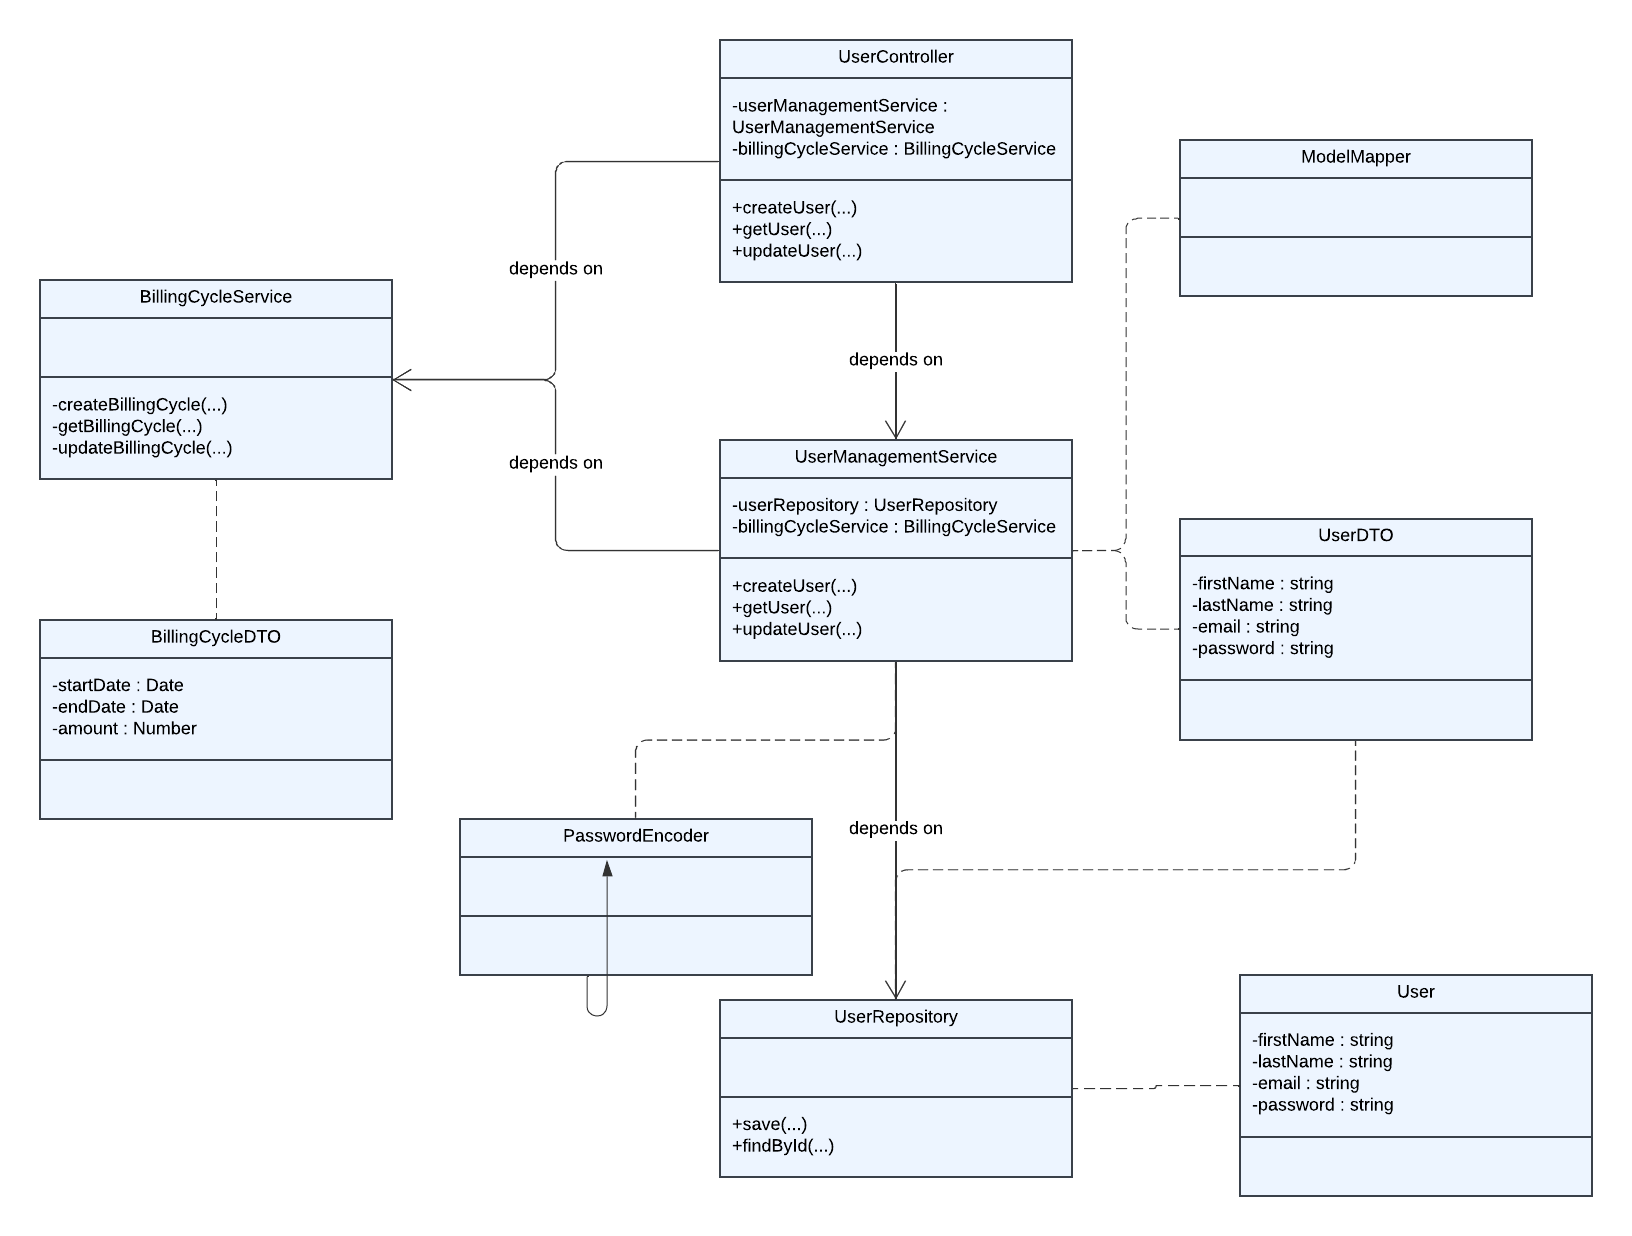 UserController
-userManagementService :
UserManagementService
-billingCycleService : BillingCycleService
+createUser(...)
+getUser(...)
+updateUser(...)
ModelMapper
depends on
BillingCycleService
-createBillingCycle(...)
-getBillingCycle(...)
-updateBillingCycle(...)
depends on
depends on
UserManagementService
-userRepository : UserRepository
-billingCycleService : BillingCycleService
+createUser(...)
+getUser(...)
+updateUser(...)
UserDTO
-firstName : string
-lastName : string
-email : string
-password : string
BillingCycleDTO
-startDate : Date
-endDate : Date
-amount : Number
PasswordEncoder
depends on
UserRepository
+save(...)
+findById(...)
User
-firstName : string
-lastName : string
-email : string
-password : string